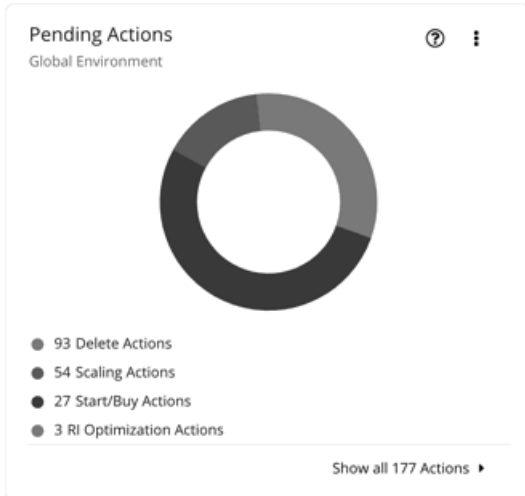 Pending Actions
Global Environment
93 Delete Actions
54 Scaling Actions
27 Start/Buy Actions
3 RI Optimization Actions
Show all 177 Actions